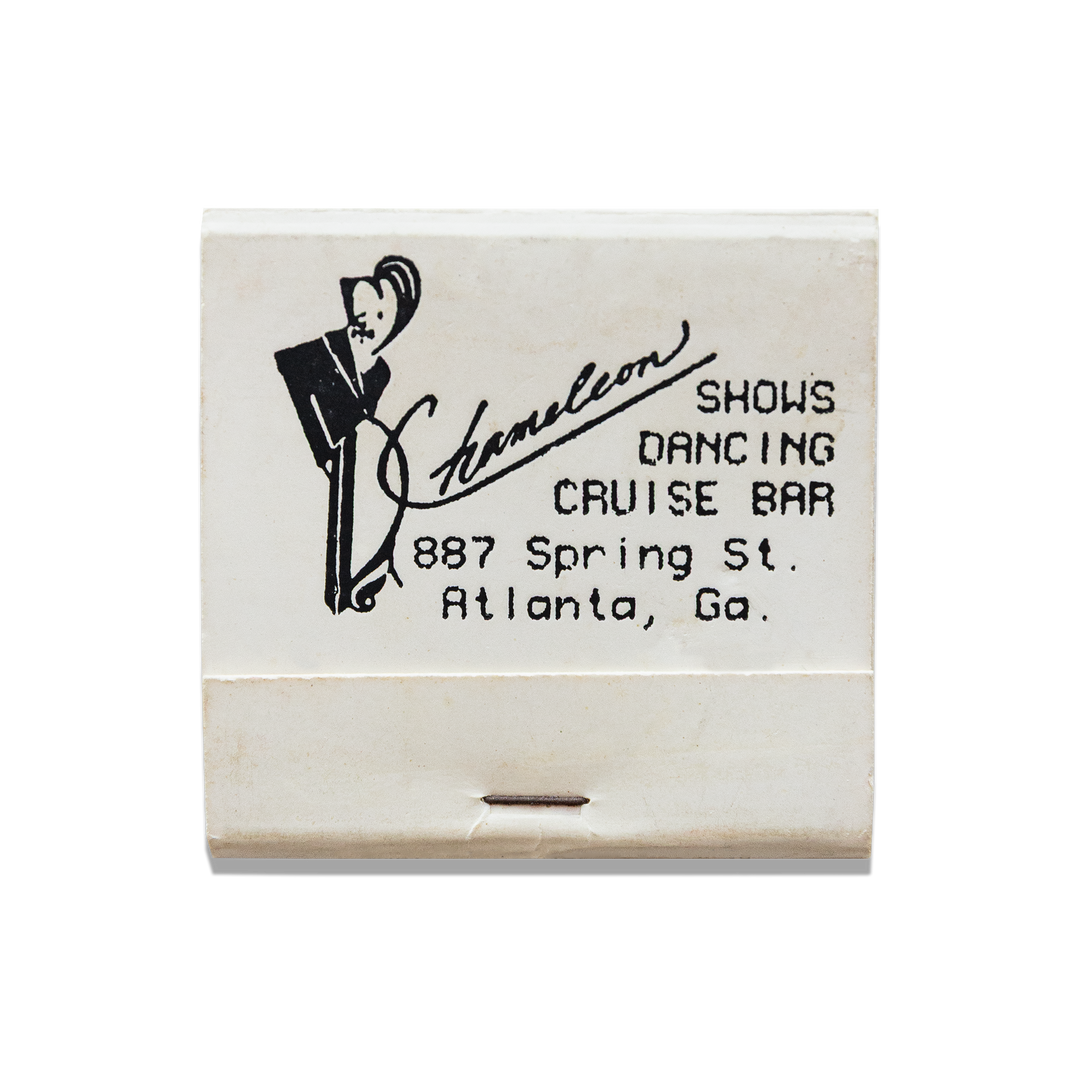 Chameleon
SHOWS
DANCING
CRUISE BAR
887 Spring St.
Atlanta, Ga.